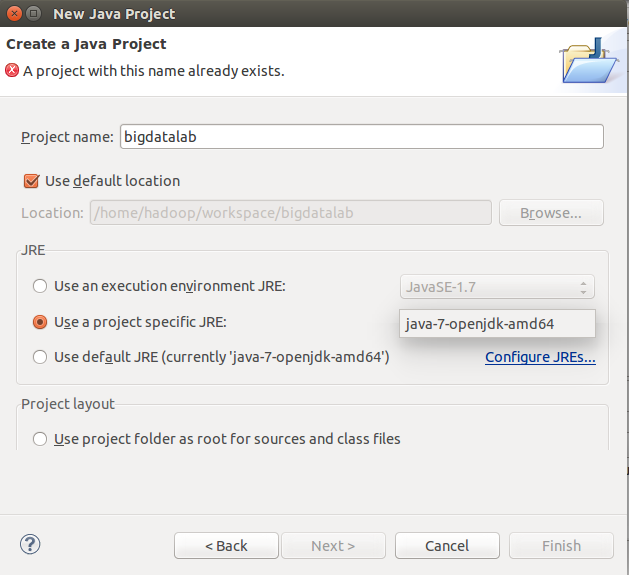 New Java Project
Create a Java Project
A project with this name already exists.
Project name: bigdatalab
Use default location
Location: /home/hadoop/workspace/bigdatalab Browse...
JRE
Use an execution environment JRE: JavaSE-1.7
Use a project specific JRE: java-7-openjdk-amd64
Use default JRE (currently 'java-7-openjdk-amd64') Configure JREs...
Project layout
Use project folder as root for sources and class files
? < Back Next > Cancel Finish